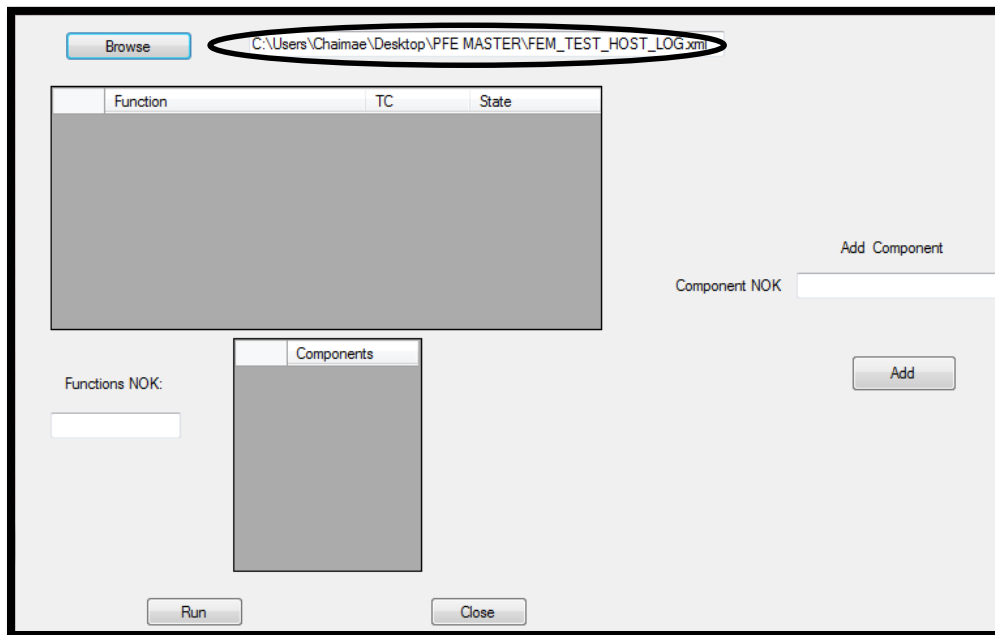 Browse C:\Users\Chaimae\Desktop\PFE MASTER\FEM_TEST_HOST_LOG.xml
Function TC State
Add Component
Component NOK
Components
Functions NOK:
Add
Run Close